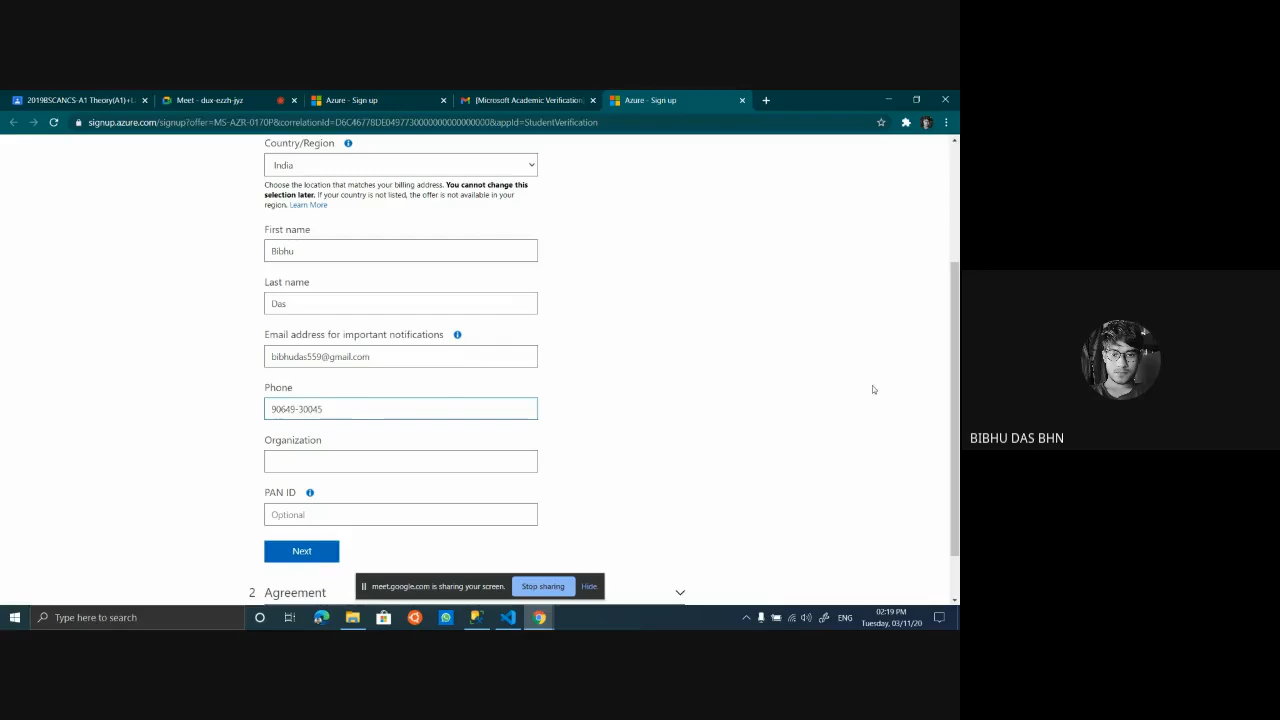 2019BSCANCS-A1 Theory(A1)+L
Meet - dux-ezzh-jyz
Azure - Sign up
[Microsoft Academic Verification]
Azure - Sign up
signup.azure.com/signup?offer=MS-AZR-0170P&correlationId=D6C46778DE04977300000000000000000&appId=StudentVerification
Country/Region
India
Choose the location that matches your billing address. You cannot change this
selection later. If your country is not listed, the offer is not available in your
region. Learn More
First name
Bibhu
Last name
Das
Email address for important notifications
bibhudas559@gmail.com
Phone
90649-30045
Organization
PAN ID
Optional
Next
2 Agreement
meet.google.com is sharing your screen.
Stop sharing
Hide
BIBHU DAS BHN
Type here to search
ENG
02:19 PM
Tuesday, 03/11/20